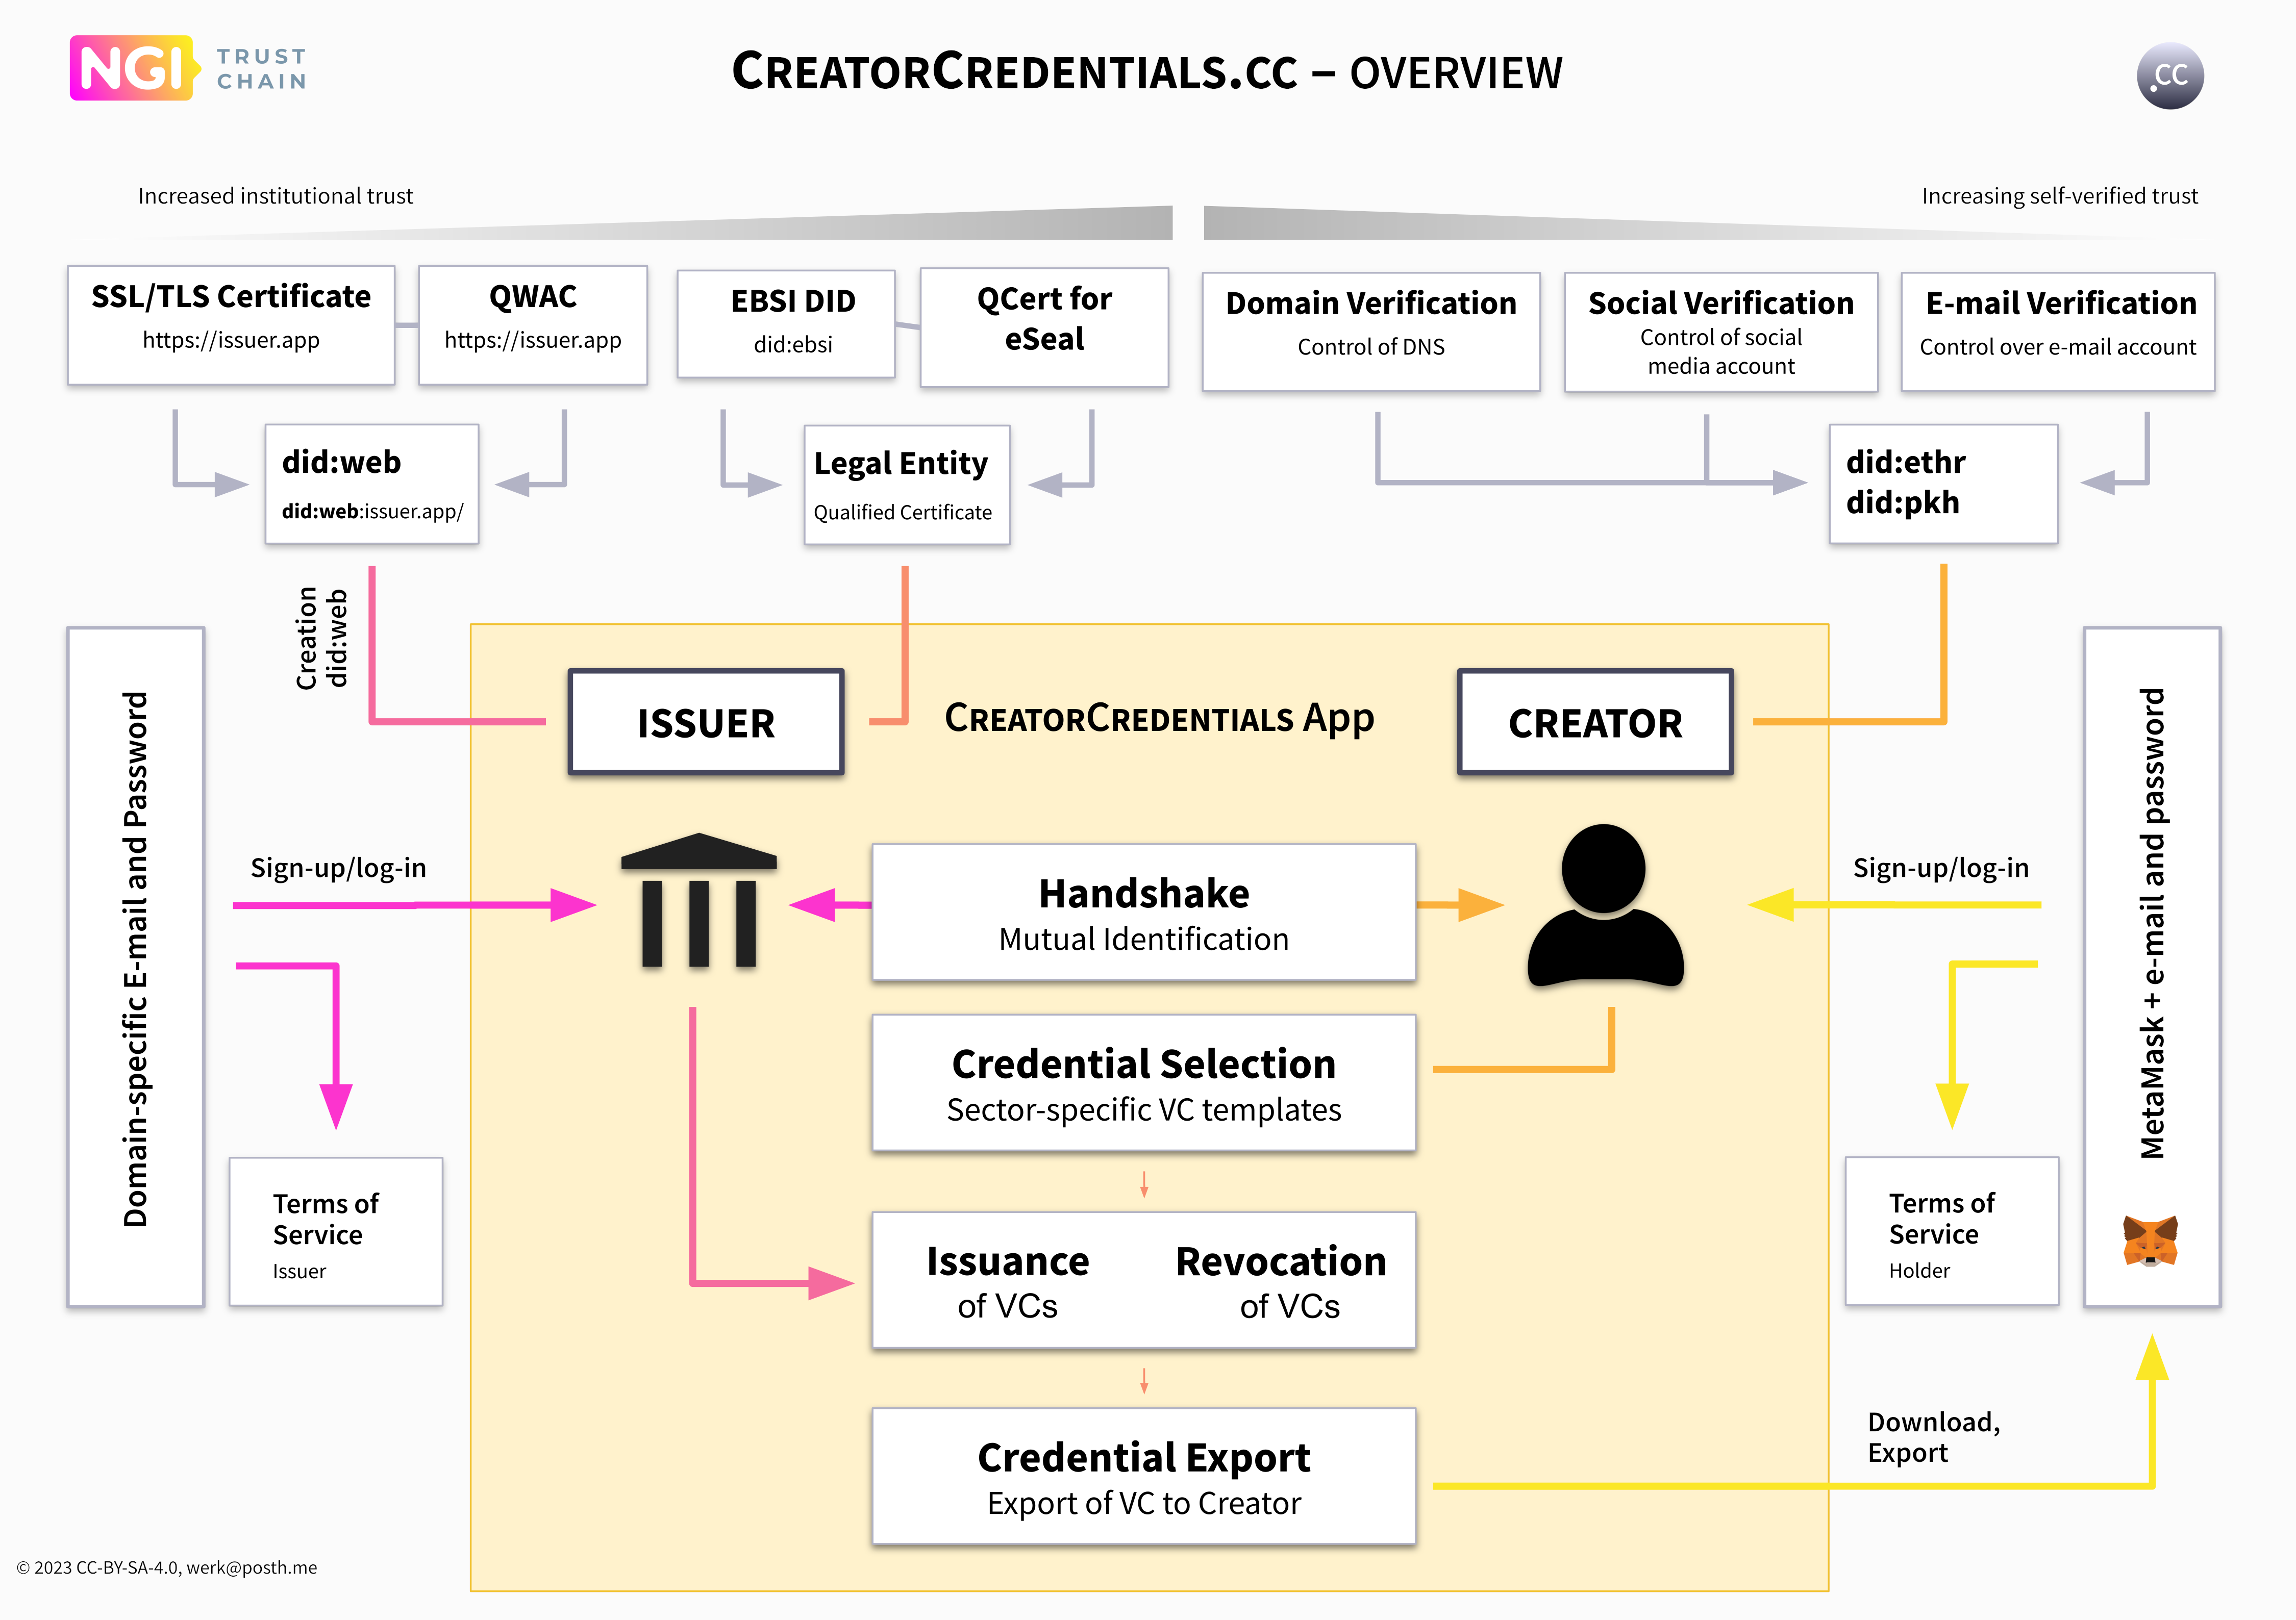 NGI TRUST
CHAIN
CREATORCREDENTIALS.CC – OVERVIEW
.CC
Increased institutional trust
Increasing self-verified trust
SSL/TLS Certificate
https://issuer.app
QWAC
https://issuer.app
EBSI DID
did:ebsi
QCert for
eSeal
Domain Verification
Control of DNS
Social Verification
Control of social
media account
E-mail Verification
Control over e-mail account
did:web
did:web:issuer.app/
Legal Entity
Qualified Certificate
did:ethr
did:pkh
Creation
did:web
Domain-specific E-mail and Password
ISSUER
CREATORCREDENTIALS App
CREATOR
MetaMask + e-mail and password
Sign-up/log-in
Handshake
Mutual Identification
Sign-up/log-in
Credential Selection
Sector-specific VC templates
Terms of
Service
Issuer
Issuance
of VCs
Revocation
of VCs
Terms of
Service
Holder
Credential Export
Export of VC to Creator
Download,
Export
© 2023 CC-BY-SA-4.0, werk@posth.me